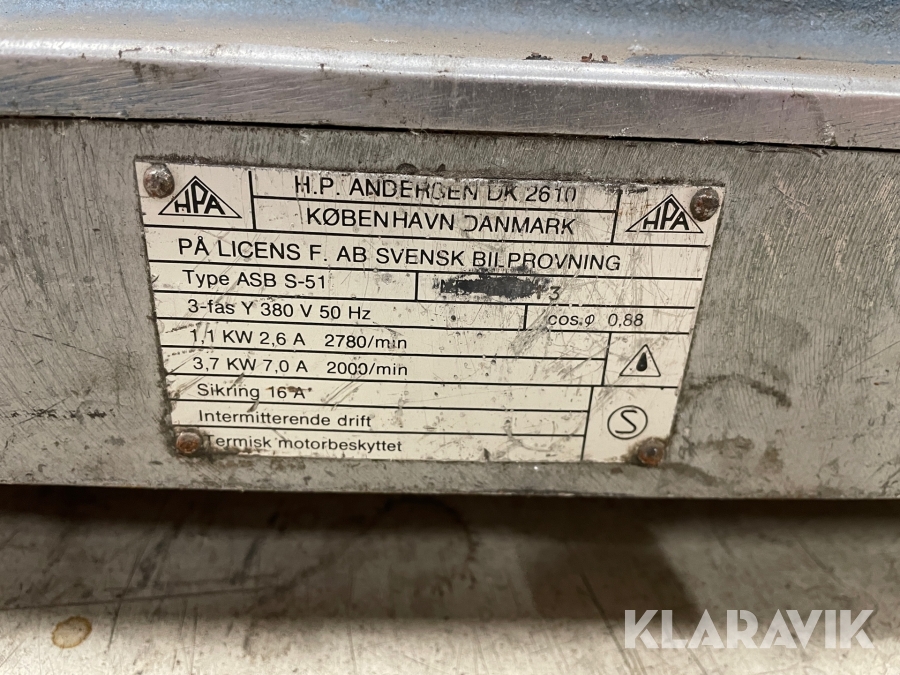 HPA
H.P. ANDERSEN DK 2610
HPA
KØBENHAVN DANMARK
PÅ LICENS F. AB SVENSK BILPROVNING
Type ASB S-51
3
3-fas Y 380 V 50 Hz
cos.φ 0,88
1,1 KW 2,6 A 2780/min
3,7 KW 7,0 A 2000/min
Sikring 16 A
Intermitterende drift
S
Termisk motorbeskyttet
KLARAVIK